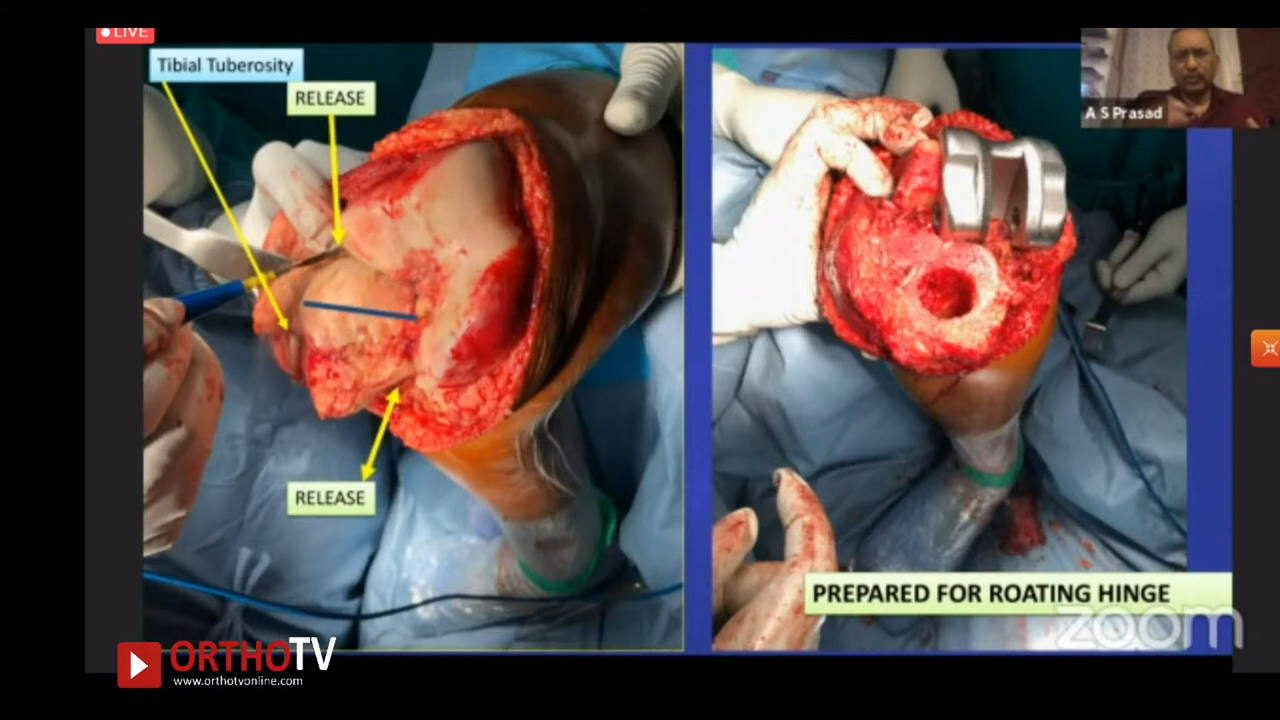 LIVE
Tibial Tuberosity
RELEASE
A S Prasad
RELEASE
PREPARED FOR ROATING HINGE
zoom
ORTHOTV
www.orthotvonline.com